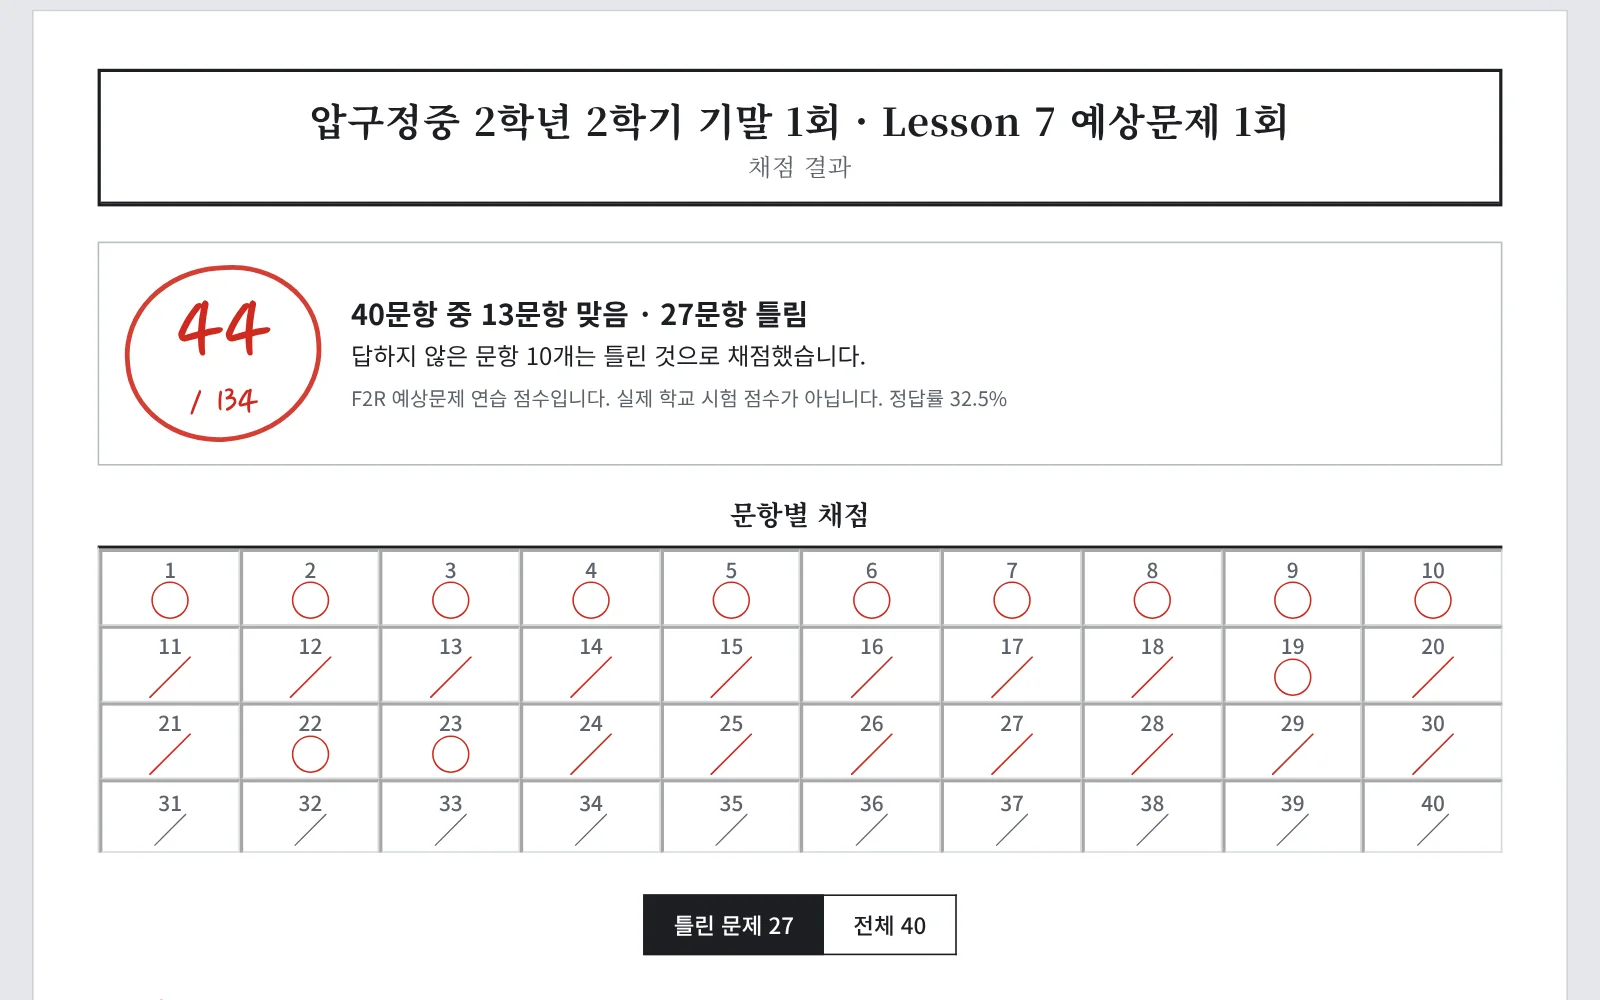 압구정중 2학년 2학기 기말 1회 · Lesson 7 예상문제 1회
채점 결과
44
/ 134
40문항 중 13문항 맞음 · 27문항 틀림
답하지 않은 문항 10개는 틀린 것으로 채점했습니다.
F2R 예상문제 연습 점수입니다. 실제 학교 시험 점수가 아닙니다. 정답률 32.5%
문항별 채점
1 2 3 4 5 6 7 8 9 10
11 12 13 14 15 16 17 18 19 20
21 22 23 24 25 26 27 28 29 30
31 32 33 34 35 36 37 38 39 40
틀린 문제 27 전체 40